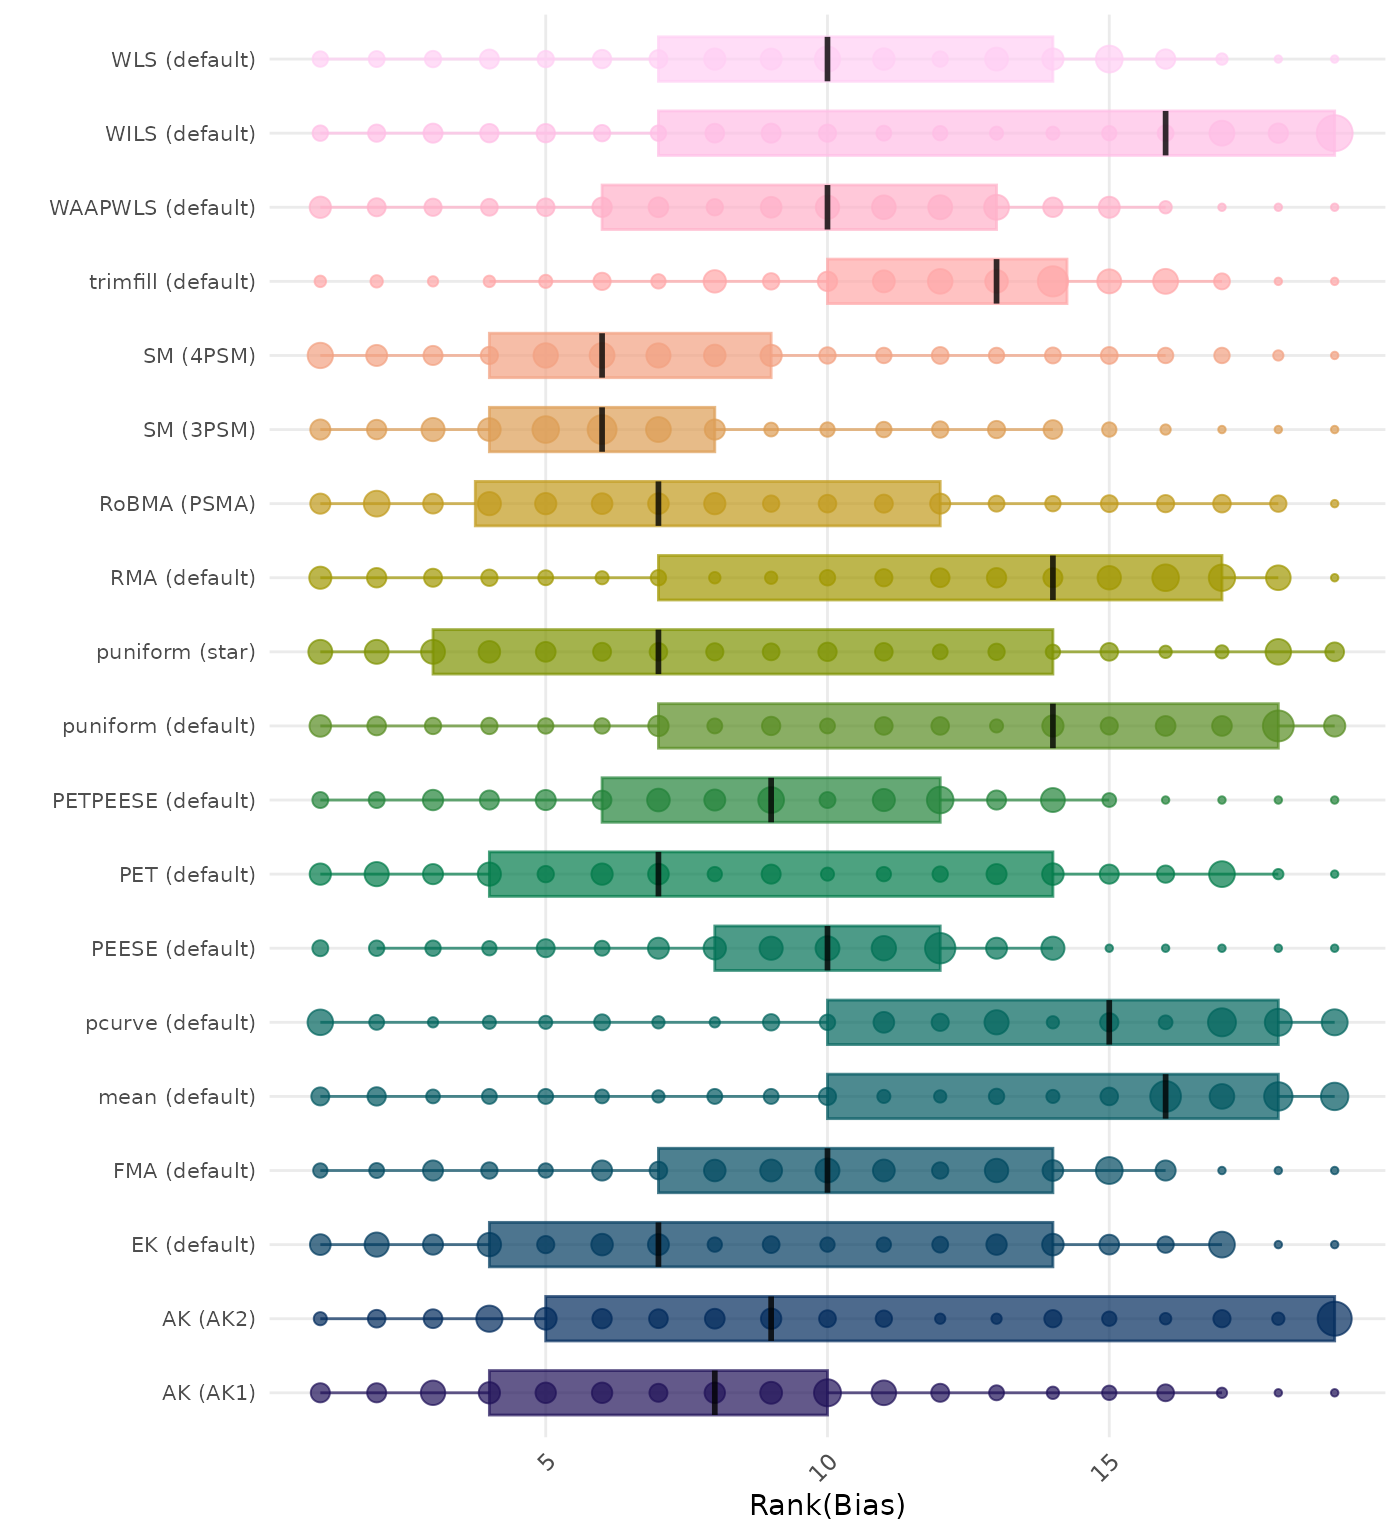 WLS (default)
WILS (default)
WAAPWLS (default)
trimfill (default)
SM (4PSM)
SM (3PSM)
RoBMA (PSMA)
RMA (default)
puniform (star)
puniform (default)
PETPEESE (default)
PET (default)
PEESE (default)
pcurve (default)
mean (default)
FMA (default)
EK (default)
AK (AK2)
AK (AK1)
5
10
15
Rank(Bias)